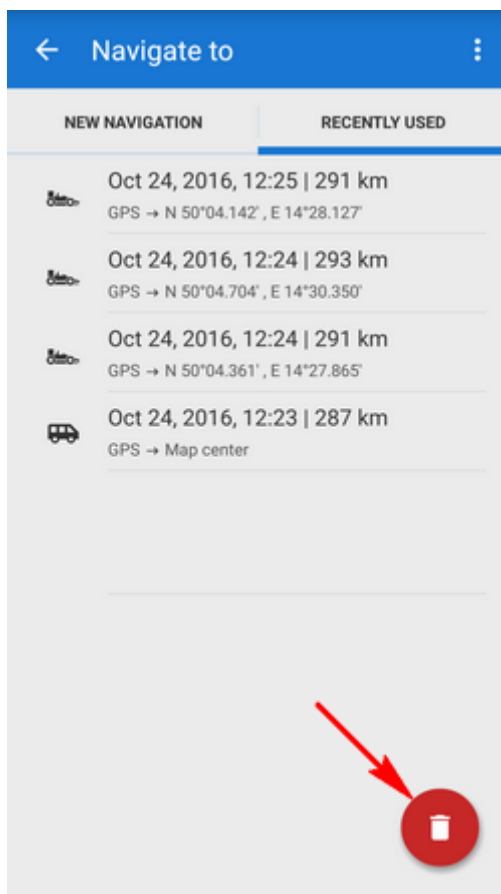 Navigate to
NEW NAVIGATION
RECENTLY USED
Oct 24, 2016, 12:25 | 291 km
GPS → N 50°04.142' , E 14°28.127'
Oct 24, 2016, 12:24 | 293 km
GPS → N 50°04.704' , E 14°30.350'
Oct 24, 2016, 12:24 | 291 km
GPS → N 50°04.361' , E 14°27.865'
Oct 24, 2016, 12:23 | 287 km
GPS → Map center